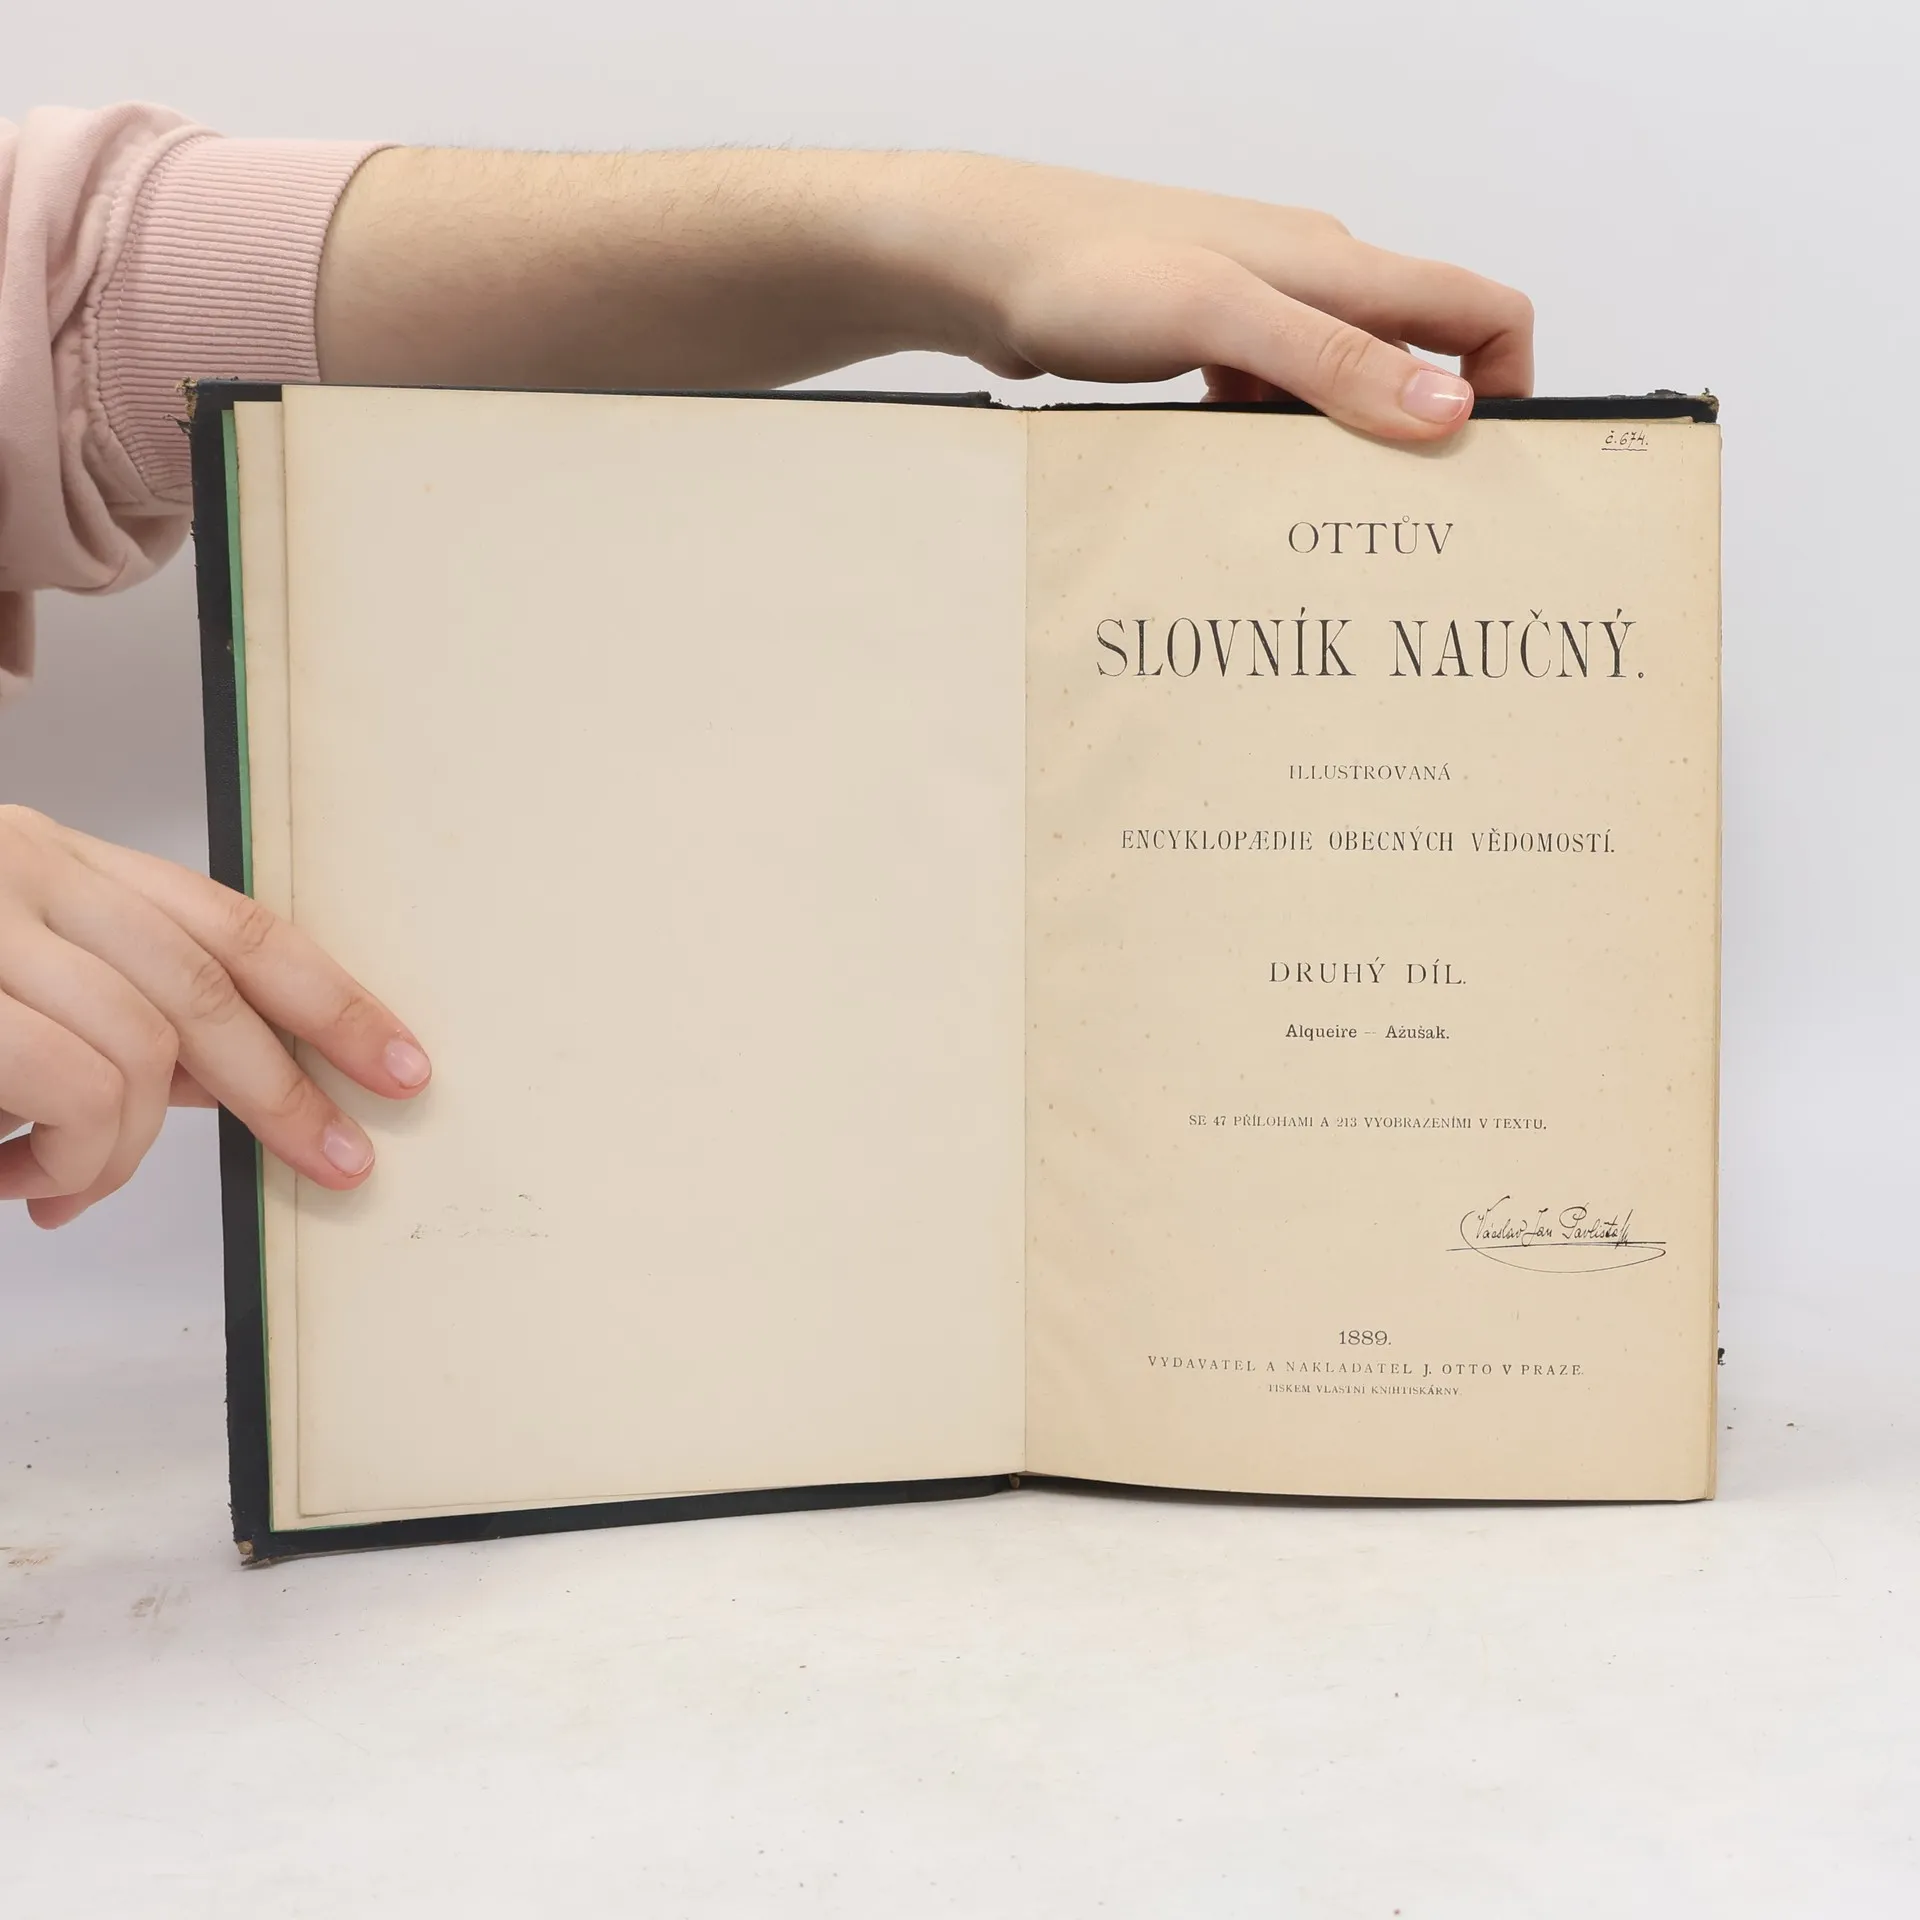 č. 674.
OTTŮV
SLOVNÍK NAUČNÝ.
ILLUSTROVANÁ
ENCYKLOPÆDIE OBECNÝCH VĚDOMOSTÍ.
DRUHÝ DÍL.
Alqueire — Ažušak.
SE 47 PŘÍLOHAMI A 213 VYOBRAZENÍMI V TEXTU.
Václav Jan
1889.
VYDAVATEL A NAKLADATEL J. OTTO V PRAZE.
TISKEM VLASTNÍ KNIHTISKÁRNY.